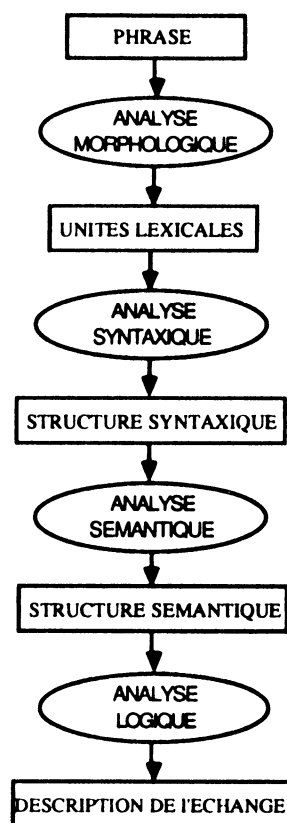 PHRASE
ANALYSE
MORPHOLOGIQUE
UNITES LEXICALES
ANALYSE
SYNTAXIQUE
STRUCTURE SYNTAXIQUE
ANALYSE
SEMANTIQUE
STRUCTURE SEMANTIQUE
ANALYSE
LOGIQUE
DESCRIPTION DE l'ECHANGE